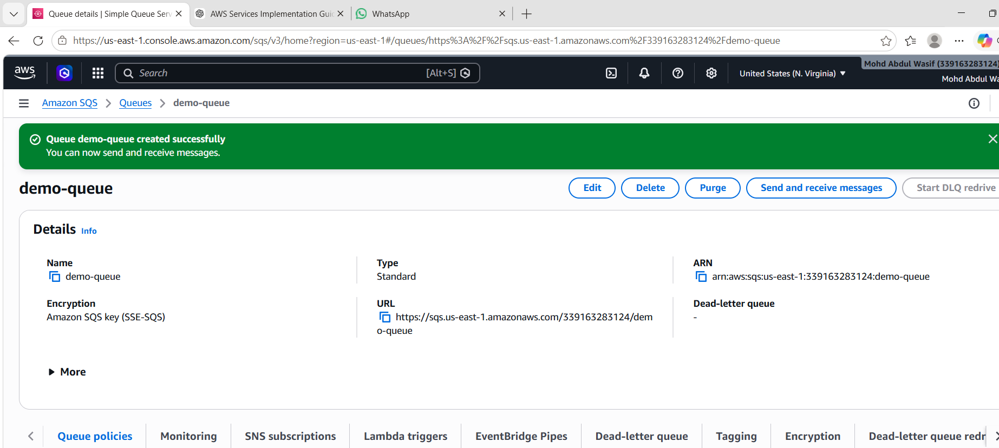 Queue details | Simple Queue Serv
AWS Services Implementation Guid
WhatsApp
https://us-east-1.console.aws.amazon.com/sqs/v3/home?region=us-east-1#/queues/https%3A%2F%2Fsqs.us-east-1.amazonaws.com%2F339163283124%2Fdemo-queue
aws
Search
[Alt+S]
United States (N. Virginia)
Mohd Abdul Wasif (339163283124)
Mohd Abdul Wa
Amazon SQS
Queues
demo-queue
Queue demo-queue created successfully
You can now send and receive messages.
demo-queue
Edit
Delete
Purge
Send and receive messages
Start DLQ redrive
Details Info
Name
demo-queue
Type
Standard
ARN
arn:aws:sqs:us-east-1:339163283124:demo-queue
Encryption
Amazon SQS key (SSE-SQS)
URL
https://sqs.us-east-1.amazonaws.com/339163283124/dem
o-queue
Dead-letter queue
-
More
Queue policies
Monitoring
SNS subscriptions
Lambda triggers
EventBridge Pipes
Dead-letter queue
Tagging
Encryption
Dead-letter queue redr